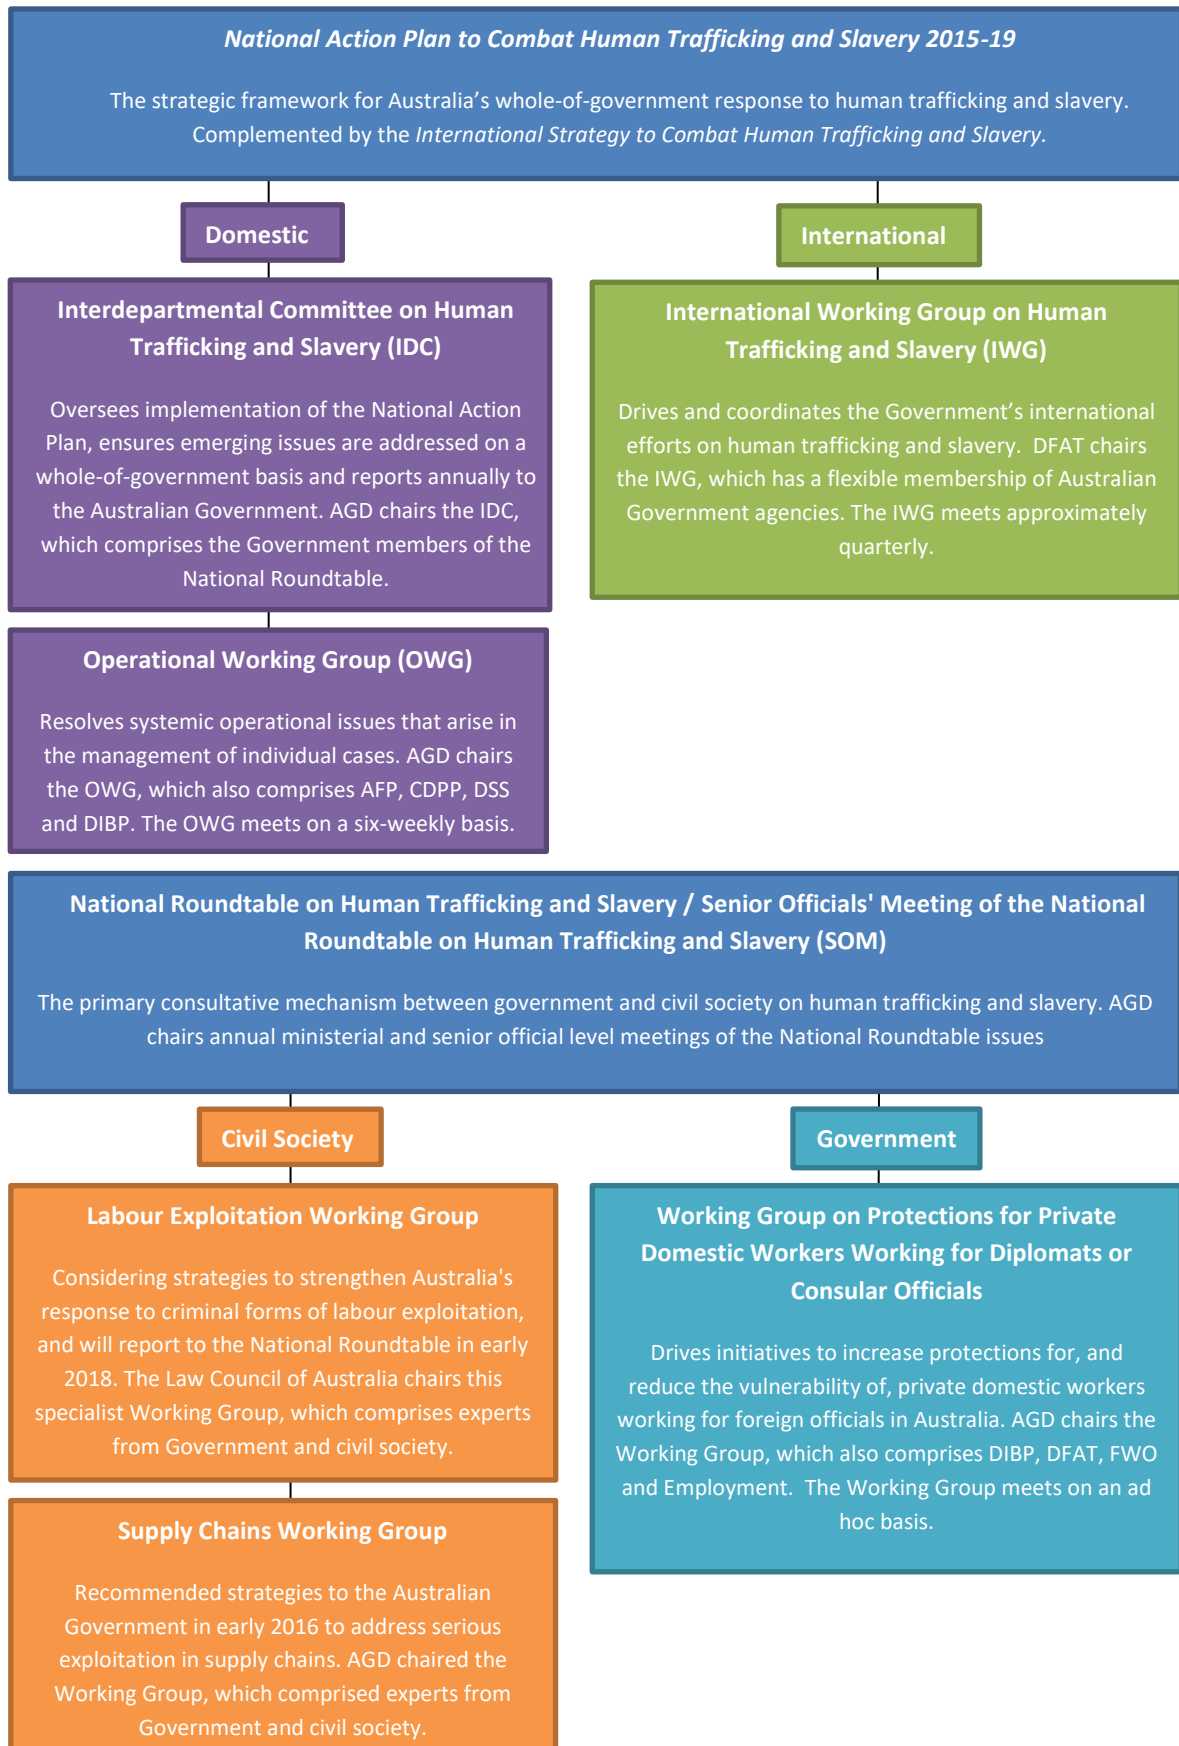 National Action Plan to Combat Human Trafficking and Slavery 2015-19
The strategic framework for Australia’s whole-of-government response to human trafficking and slavery.
Complemented by the International Strategy to Combat Human Trafficking and Slavery.
Domestic
International
Interdepartmental Committee on Human
Trafficking and Slavery (IDC)
Oversees implementation of the National Action
Plan, ensures emerging issues are addressed on a
whole-of-government basis and reports annually to
the Australian Government. AGD chairs the IDC,
which comprises the Government members of the
National Roundtable.
International Working Group on Human
Trafficking and Slavery (IWG)
Drives and coordinates the Government’s international
efforts on human trafficking and slavery.  DFAT chairs
the IWG, which has a flexible membership of Australian
Government agencies. The IWG meets approximately
quarterly.
Operational Working Group (OWG)
Resolves systemic operational issues that arise in
the management of individual cases. AGD chairs
the OWG, which also comprises AFP, CDPP, DSS
and DIBP. The OWG meets on a six-weekly basis.
National Roundtable on Human Trafficking and Slavery / Senior Officials' Meeting of the National
Roundtable on Human Trafficking and Slavery (SOM)
The primary consultative mechanism between government and civil society on human trafficking and slavery. AGD
chairs annual ministerial and senior official level meetings of the National Roundtable issues
Civil Society
Government
Labour Exploitation Working Group
Considering strategies to strengthen Australia's
response to criminal forms of labour exploitation,
and will report to the National Roundtable in early
2018. The Law Council of Australia chairs this
specialist Working Group, which comprises experts
from Government and civil society.
Working Group on Protections for Private
Domestic Workers Working for Diplomats or
Consular Officials
Drives initiatives to increase protections for, and
reduce the vulnerability of, private domestic workers
working for foreign officials in Australia. AGD chairs the
Working Group, which also comprises DIBP, DFAT, FWO
and Employment.  The Working Group meets on an ad
hoc basis.
Supply Chains Working Group
Recommended strategies to the Australian
Government in early 2016 to address serious
exploitation in supply chains. AGD chaired the
Working Group, which comprised experts from
Government and civil society.